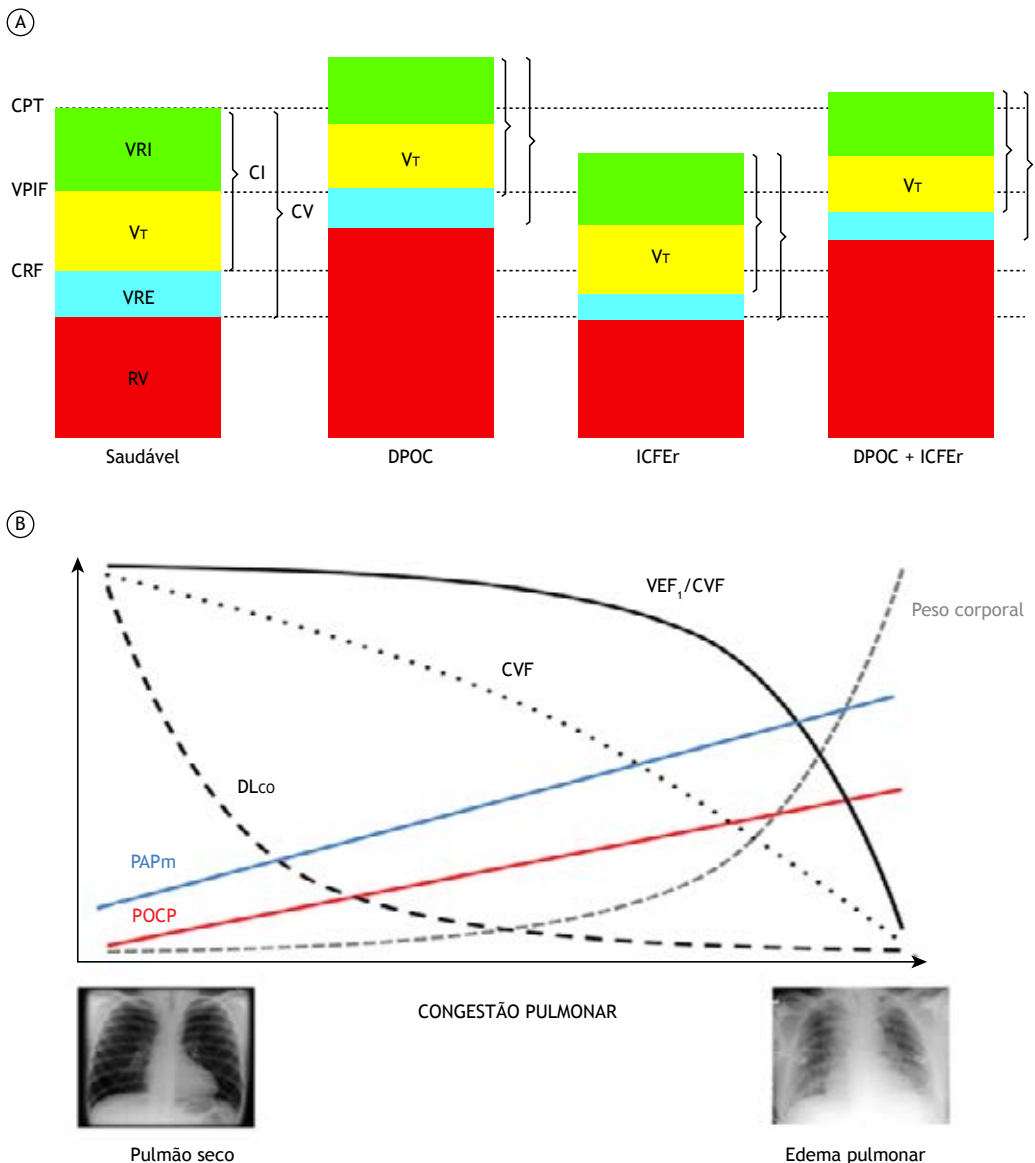 A
CPT
VPIF
CRF
VRI
VT
VRE
RV
CI
CV
VT
VT
VT
Saudável
DPOC
ICFEr
DPOC + ICFEr
B
VEF1/CVF
Peso corporal
CVF
DLCO
PAPm
POCP
CONGESTÃO PULMONAR
Pulmão seco
Edema pulmonar